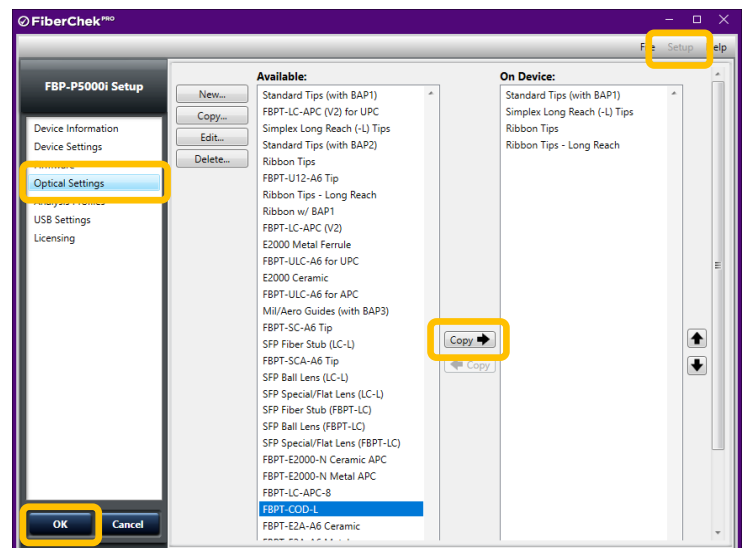 FiberChek PRO
File Setup Help
FBP-P5000i Setup
Device Information
Device Settings
Firmware
Optical Settings
Analysis Profiles
USB Settings
Licensing
OK
Cancel
New...
Copy...
Edit...
Delete...
Available:
Standard Tips (with BAP1)
FBPT-LC-APC (V2) for UPC
Simplex Long Reach (-L) Tips
Standard Tips (with BAP2)
Ribbon Tips
FBPT-U12-A6 Tip
Ribbon Tips - Long Reach
Ribbon w/ BAP1
FBPT-LC-APC (V2)
E2000 Metal Ferrule
FBPT-ULC-A6 for UPC
E2000 Ceramic
FBPT-ULC-A6 for APC
Mil/Aero Guides (with BAP3)
FBPT-SC-A6 Tip
SFP Fiber Stub (LC-L)
FBPT-SCA-A6 Tip
SFP Ball Lens (LC-L)
SFP Special/Flat Lens (LC-L)
SFP Fiber Stub (FBPT-LC)
SFP Ball Lens (FBPT-LC)
SFP Special/Flat Lens (FBPT-LC)
FBPT-E2000-N Ceramic APC
FBPT-E2000-N Metal APC
FBPT-LC-APC-8
FBPT-COD-L
FBPT-E2A-A6 Ceramic
Copy
Copy
On Device:
Standard Tips (with BAP1)
Simplex Long Reach (-L) Tips
Ribbon Tips
Ribbon Tips - Long Reach